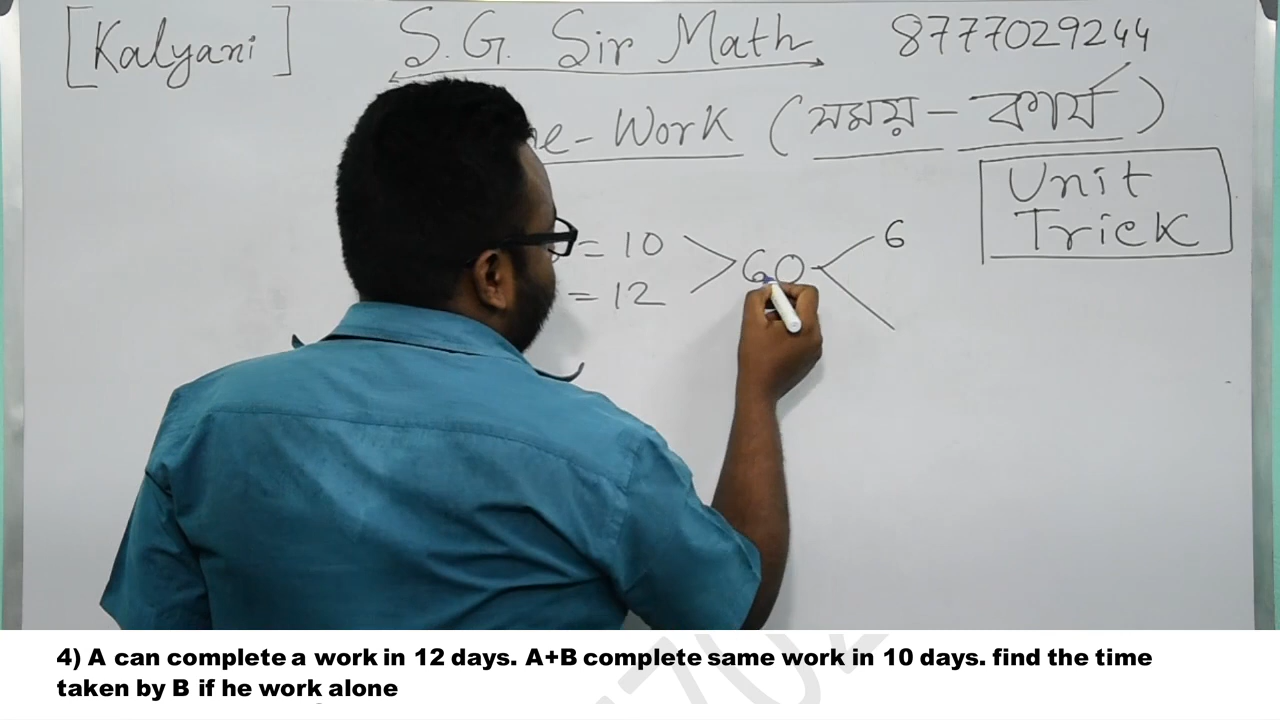 [Kalyani] S.G. Sir Math 8777029244
e-Work (সময়-কার্য)
Unit
Trick
= 10 60 6
= 12
4) A can complete a work in 12 days. A+B complete same work in 10 days. find the time
taken by B if he work alone